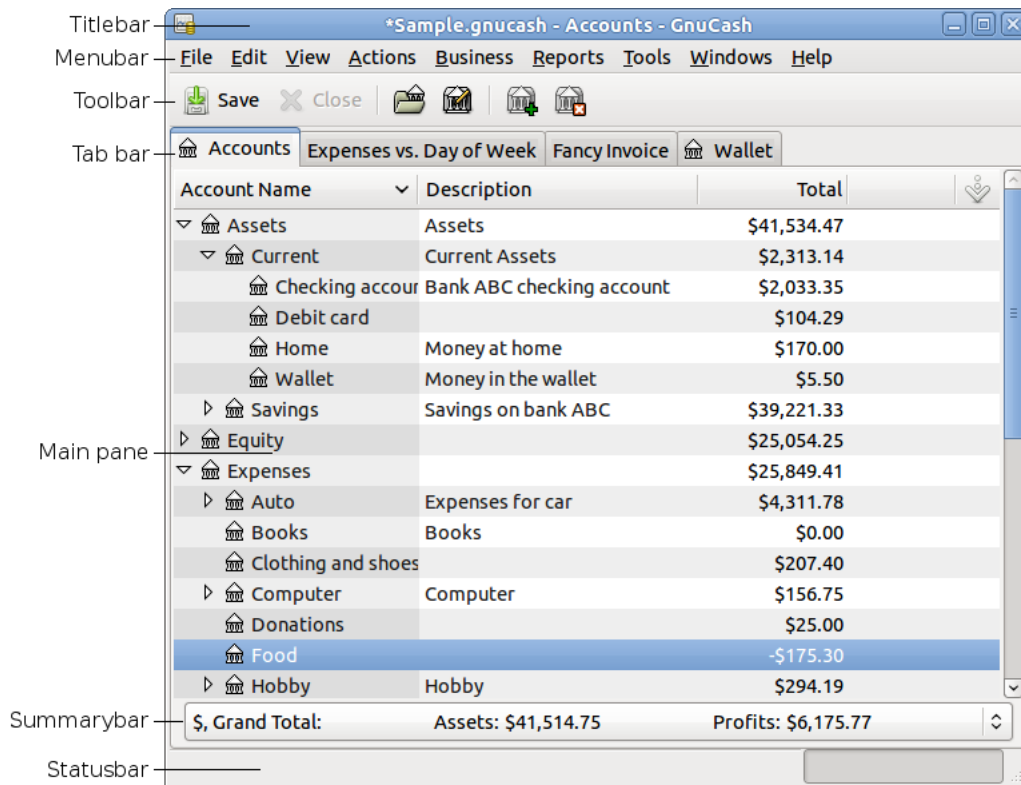 Titlebar *Sample.gnucash - Accounts - GnuCash
Menubar File Edit View Actions Business Reports Tools Windows Help
Toolbar Save Close
Tab bar Accounts Expenses vs. Day of Week Fancy Invoice Wallet
Account Name Description Total
Assets Assets $41,534.47
Current Current Assets $2,313.14
Checking accour Bank ABC checking account $2,033.35
Debit card $104.29
Home Money at home $170.00
Wallet Money in the wallet $5.50
Savings Savings on bank ABC $39,221.33
Main pane Equity $25,054.25
Expenses $25,849.41
Auto Expenses for car $4,311.78
Books Books $0.00
Clothing and shoes $207.40
Computer Computer $156.75
Donations $25.00
Food -$175.30
Hobby Hobby $294.19
Summarybar $, Grand Total: Assets: $41,514.75 Profits: $6,175.77
Statusbar